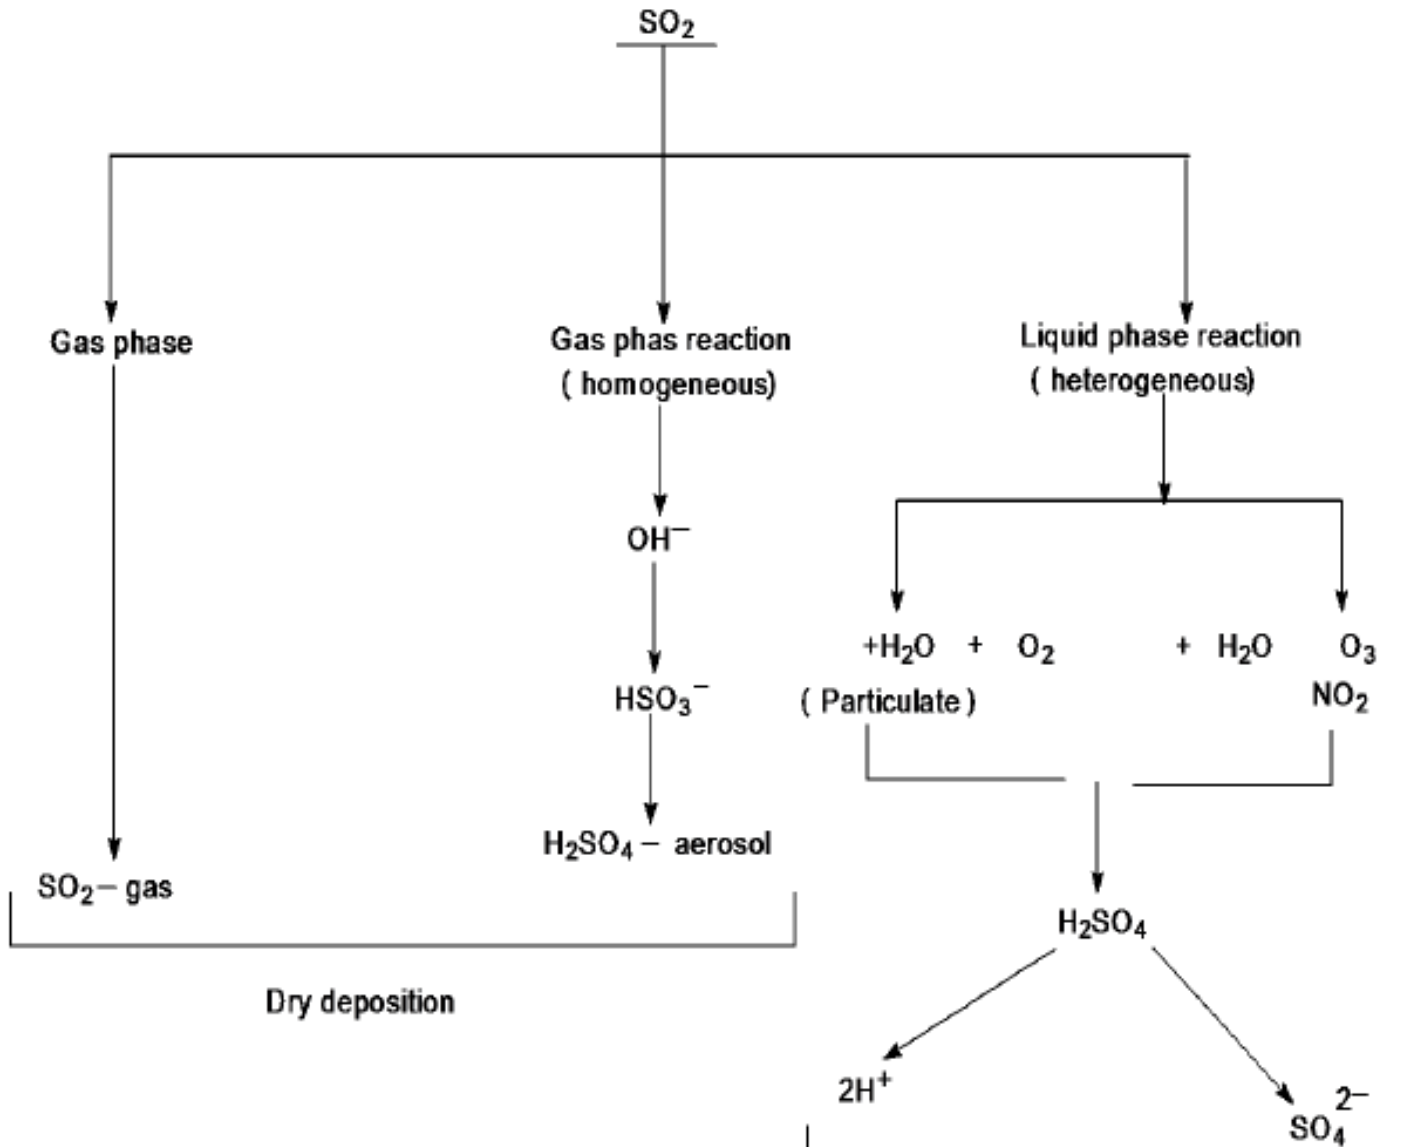 SO₂
Gas phase
Gas phas reaction
( homogeneous)
Liquid phase reaction
( heterogeneous)
OH⁻
+H₂O + O₂
+ H₂O O₃
(Particulate)
NO₂
HSO₃⁻
H₂SO₄ – aerosol
SO₂ – gas
H₂SO₄
Dry deposition
2H⁺
SO₄²⁻